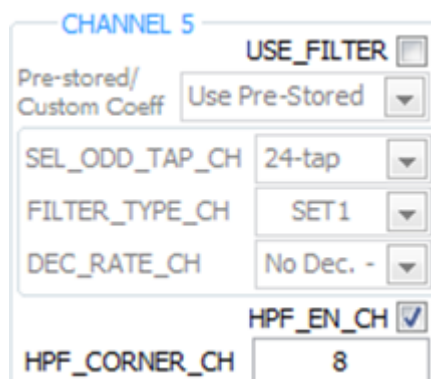 CHANNEL 5
USE_FILTER
Pre-stored/
Custom Coeff Use Pre-Stored
SEL_ODD_TAP_CH 24-tap
FILTER_TYPE_CH SET1
DEC_RATE_CH No Dec. -
HPF_EN_CH
HPF_CORNER_CH 8